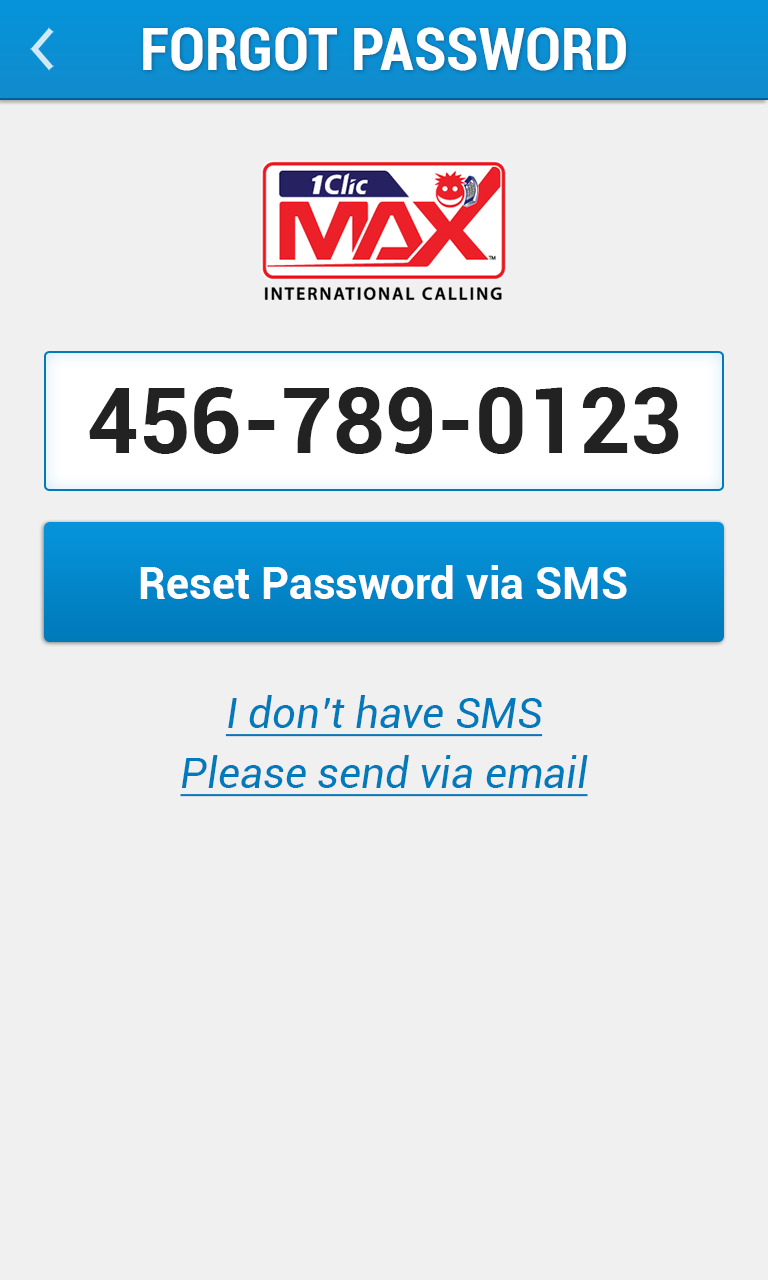 FORGOT PASSWORD
1Clic
MAX™
INTERNATIONAL CALLING
456-789-0123
Reset Password via SMS
I don't have SMS
Please send via email